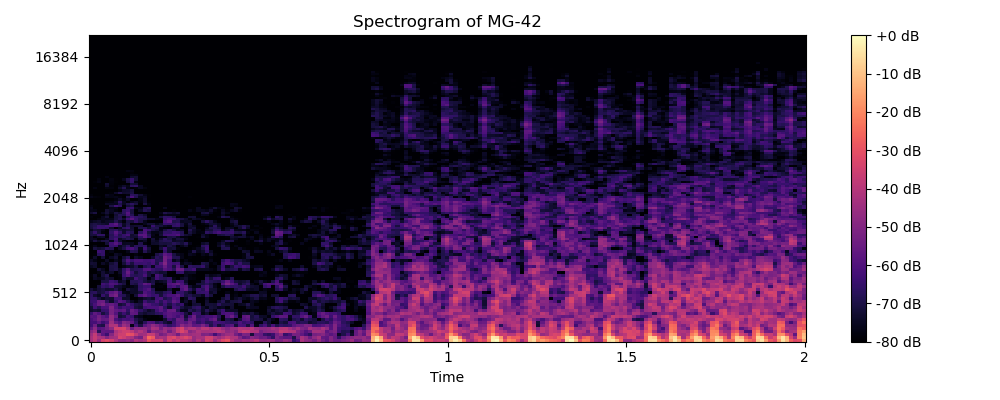 Spectrogram of MG-42
Hz
16384
8192
4096
2048
1024
512
0
0
0.5
1
1.5
2
Time
+0 dB
-10 dB
-20 dB
-30 dB
-40 dB
-50 dB
-60 dB
-70 dB
-80 dB